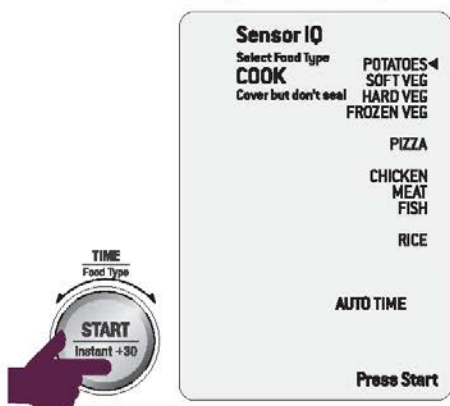 Sensor IQ
Select Food Type
COOK
Cover but don't seal
POTATOES◄
SOFT VEG
HARD VEG
FROZEN VEG
PIZZA
CHICKEN
MEAT
FISH
RICE
AUTO TIME
Press Start
TIME
Food Type
START
Instant +30